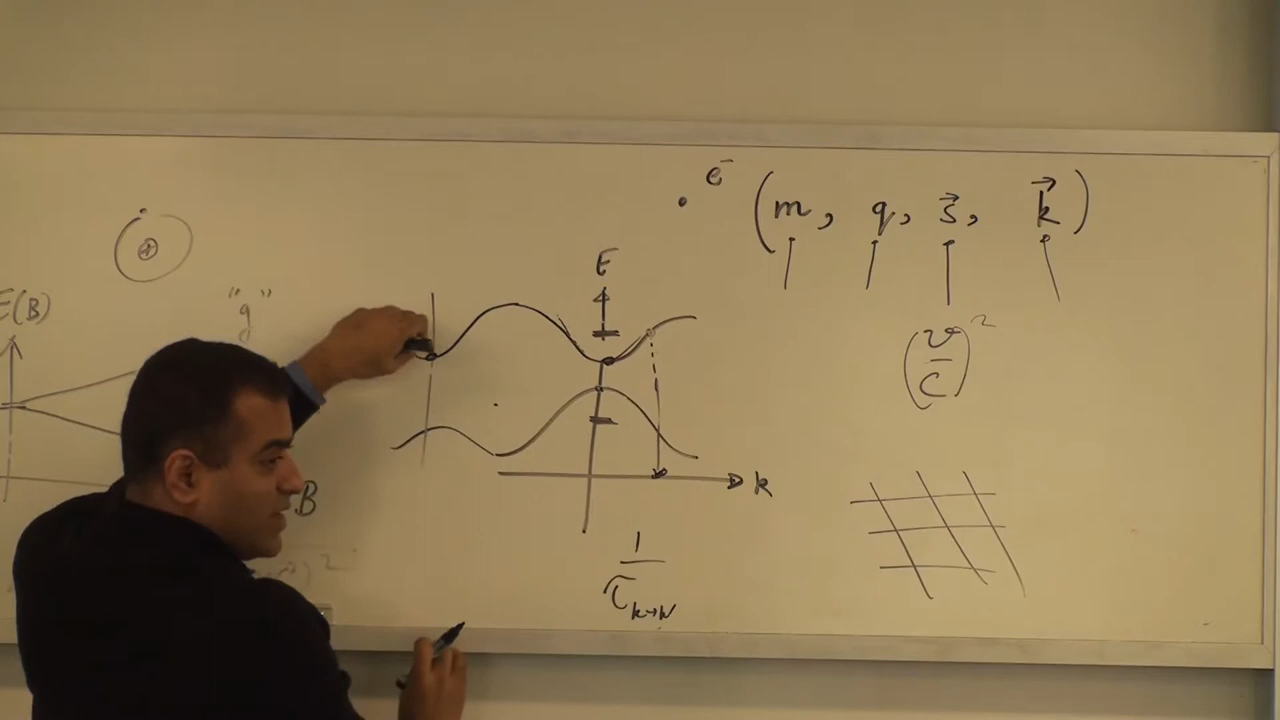 e⁻ (m, q, s⃗, k⃗)
E
E(B)
"g"
(v/c)²
B
k
1/τ